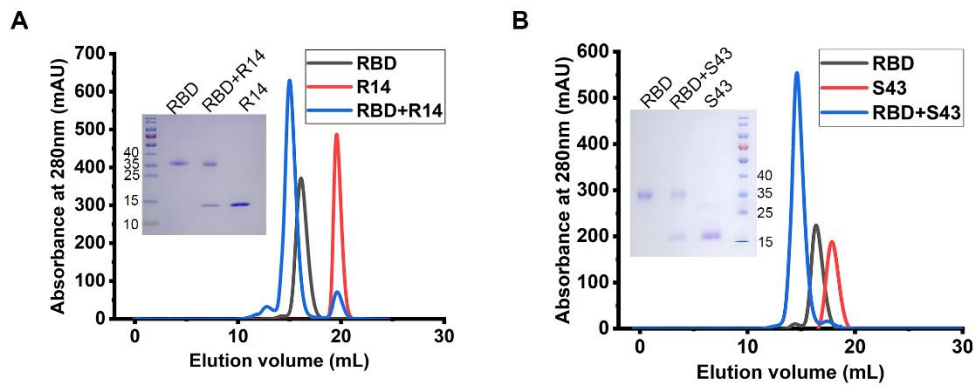 A
700
600
500
400
300
200
100
0
Absorbance at 280nm (mAU)
0 10 20 30
Elution volume (mL)
RBD
R14
RBD+R14
RBD
RBD+R14
R14
40
35
25
15
10
B
600
500
400
300
200
100
0
Absorbance at 280nm (mAU)
0 10 20 30
Elution volume (mL)
RBD
S43
RBD+S43
RBD
RBD+S43
S43
40
35
25
15